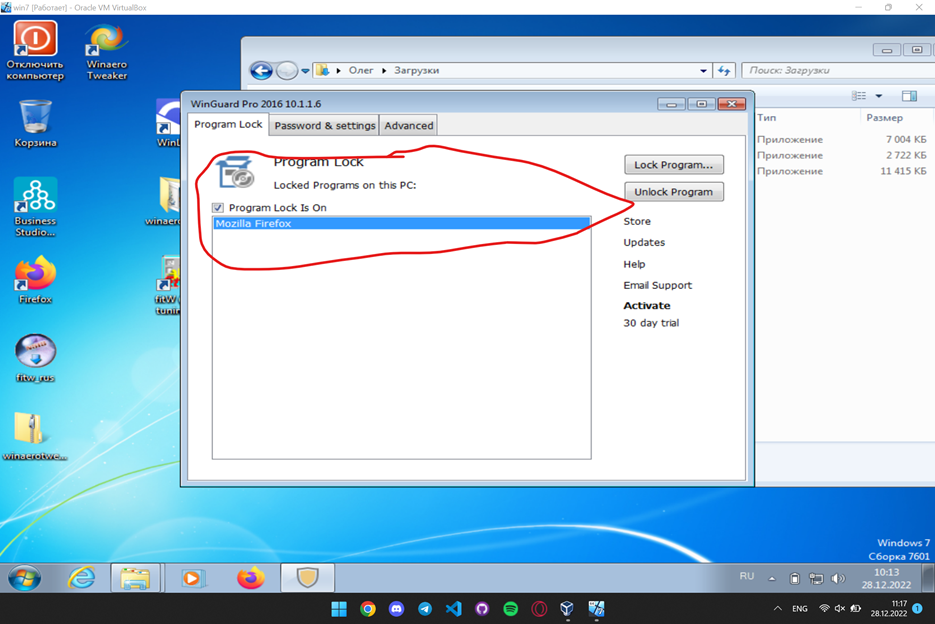 win7 [Работает] - Oracle VM VirtualBox
Отключить
компьютер
Winaero
Tweaker
Корзина
WinL
Business
Studio...
winaero
Firefox
fitW
tunin
fitw_rus
winaerotwe...
Олег
Загрузки
Поиск: Загрузки
Тип
Размер
Приложение
7 004 КБ
Приложение
2 722 КБ
Приложение
11 415 КБ
WinGuard Pro 2016 10.1.1.6
Program Lock
Password & settings
Advanced
Program Lock
Locked Programs on this PC:
Program Lock Is On
Mozilla Firefox
Lock Program...
Unlock Program
Store
Updates
Help
Email Support
Activate
30 day trial
Windows 7
Сборка 7601
RU
10:13
28.12.2022
ENG
11:17
28.12.2022
1